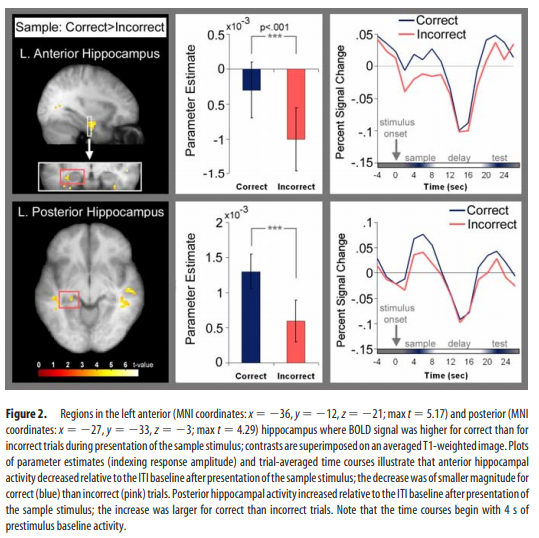 Sample: Correct>Incorrect
L. Anterior Hippocampus
x10-3
p<.001
***
0.5
0
0.5
-1
-1.5
Parameter Estimate
Correct Incorrect
Correct
Incorrect
.05
0
-.05
-.1
-.15
Percent Signal Change
stimulus
onset
sample delay test
-4 0 4 8 12 16 20 24
Time (sec)
L. Posterior Hippocampus
0 1 2 3 4 5 6 t-value
x10-3
***
2
1.5
1
0.5
0
Parameter Estimate
Correct Incorrect
Correct
Incorrect
.1
.05
0
-.05
-.1
-.15
Percent Signal Change
stimulus
onset
sample delay test
-4 0 4 8 12 16 20 24
Time (sec)
Figure 2. Regions in the left anterior (MNI coordinates: x = −36, y = −12, z = −21; max t = 5.17) and posterior (MNI
coordinates: x = −27, y = −33, z = −3; max t = 4.29) hippocampus where BOLD signal was higher for correct than for
incorrect trials during presentation of the sample stimulus; contrasts are superimposed on an averaged T1-weighted image. Plots
of parameter estimates (indexing response amplitude) and trial-averaged time courses illustrate that anterior hippocampal
activity decreased relative to the ITI baseline after presentation of the sample stimulus; the decrease was of smaller magnitude for
correct (blue) than incorrect (pink) trials. Posterior hippocampal activity increased relative to the ITI baseline after presentation of
the sample stimulus; the increase was larger for correct than incorrect trials. Note that the time courses begin with 4 s of
prestimulus baseline activity.